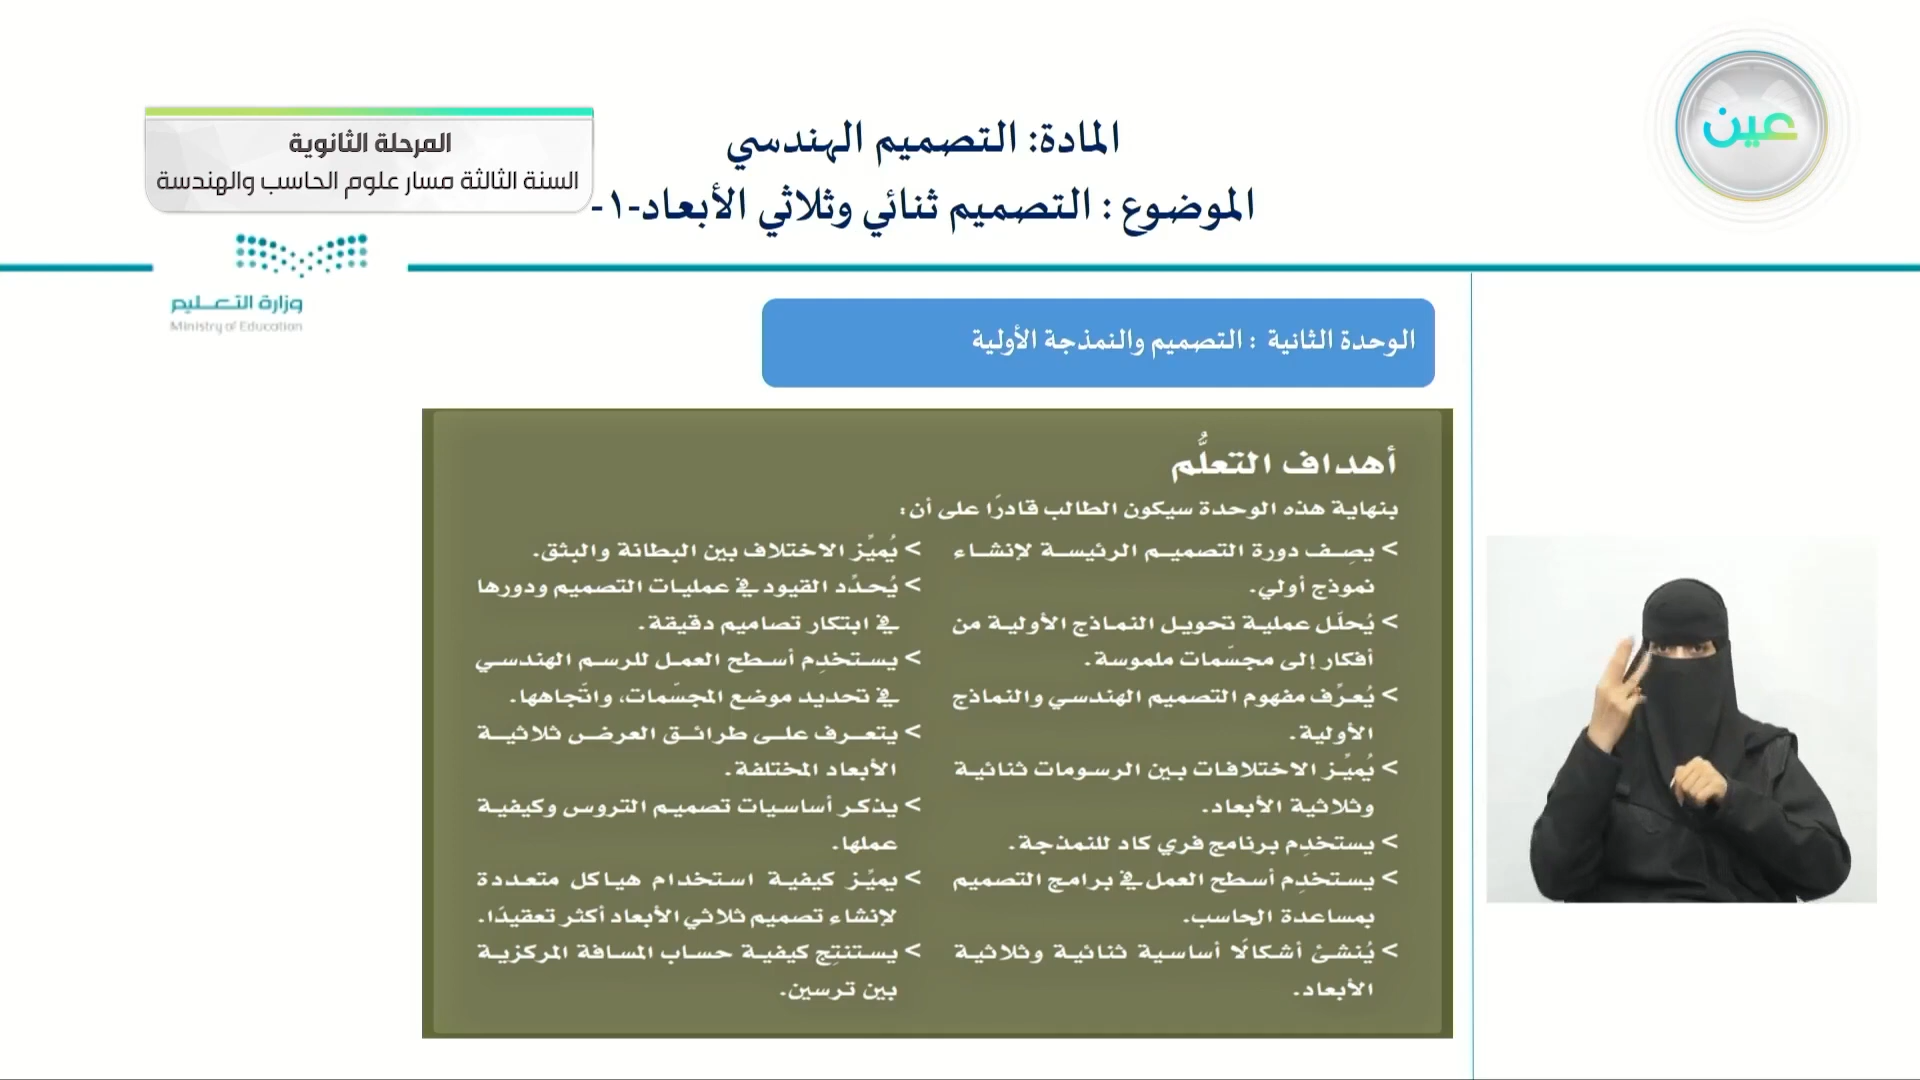 عين
المادة: التصميم الهندسي
الموضوع : التصميم ثنائي وثلاثي الأبعاد-١-
المرحلة الثانوية
السنة الثالثة مسار علوم الحاسب والهندسة
وزارة التعليم
Ministry of Education
الوحدة الثانية : التصميم والنمذجة الأولية
أهداف التعلُّم
بنهاية هذه الوحدة سيكون الطالب قادرًا على أن:
> يصِف دورة التصميم الرئيسة لإنشاء
نموذج أولي.
> يُحلّل عملية تحويل النماذج الأولية من
أفكار إلى مجسّمات ملموسة.
> يُعرِّف مفهوم التصميم الهندسي والنماذج
الأولية.
> يُميِّز الاختلافات بين الرسومات ثنائية
وثلاثية الأبعاد.
> يستخدِم برنامج فري كاد للنمذجة.
> يستخدِم أسطح العمل في برامج التصميم
بمساعدة الحاسب.
> يُنشئ أشكالًا أساسية ثنائية وثلاثية
الأبعاد.
> يُميِّز الاختلاف بين البطانة والبثق.
> يُحدِّد القيود في عمليات التصميم ودورها
في ابتكار تصاميم دقيقة.
> يستخدِم أسطح العمل للرسم الهندسي
في تحديد موضع المجسّمات، واتّجاهها.
> يتعرف على طرائق العرض ثلاثية
الأبعاد المختلفة.
> يذكر أساسيات تصميم التروس وكيفية
عملها.
> يميِّز كيفية استخدام هياكل متعددة
لإنشاء تصميم ثلاثي الأبعاد أكثر تعقيدًا.
> يستنتِج كيفية حساب المسافة المركزية
بين ترسين.